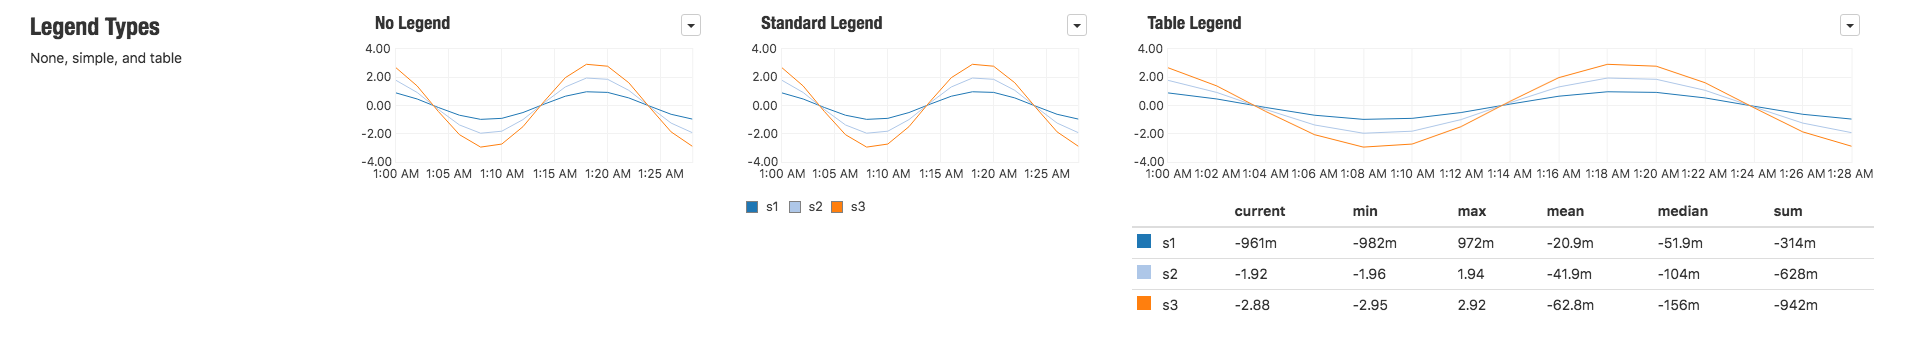 Legend Types
None, simple, and table
No Legend
4.00
2.00
0.00
-2.00
-4.00
1:00 AM 1:05 AM 1:10 AM 1:15 AM 1:20 AM 1:25 AM
Standard Legend
4.00
2.00
0.00
-2.00
-4.00
1:00 AM 1:05 AM 1:10 AM 1:15 AM 1:20 AM 1:25 AM
s1 s2 s3
Table Legend
4.00
2.00
0.00
-2.00
-4.00
1:00 AM 1:02 AM 1:04 AM 1:06 AM 1:08 AM 1:10 AM 1:12 AM 1:14 AM 1:16 AM 1:18 AM 1:20 AM 1:22 AM 1:24 AM 1:26 AM 1:28 AM
current min max mean median sum
s1 -961m -982m 972m -20.9m -51.9m -314m
s2 -1.92 -1.96 1.94 -41.9m -104m -628m
s3 -2.88 -2.95 2.92 -62.8m -156m -942m